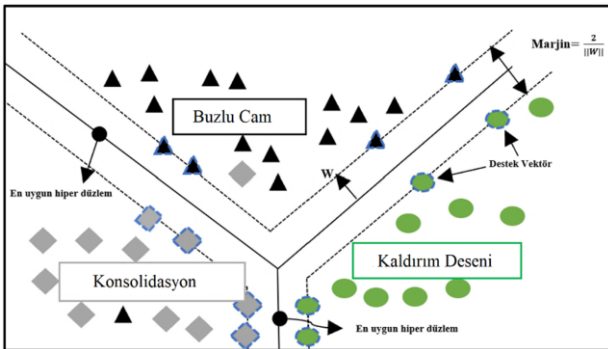 Marjin= 2 / ||W||
Buzlu Cam
Destek Vektör
W
En uygun hiper düzlem
Kaldırım Deseni
Konsolidasyon
En uygun hiper düzlem